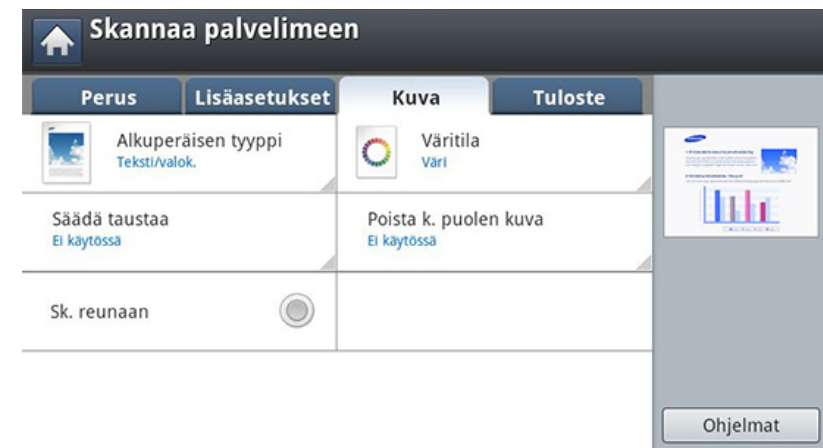 Skannaa palvelimeen
Perus
Lisäasetukset
Kuva
Tuloste
Alkuperäisen tyyppi
Teksti/valok.
Väritila
Väri
Säädä taustaa
Ei käytössä
Poista k. puolen kuva
Ei käytössä
Sk. reunaan
Ohjelmat